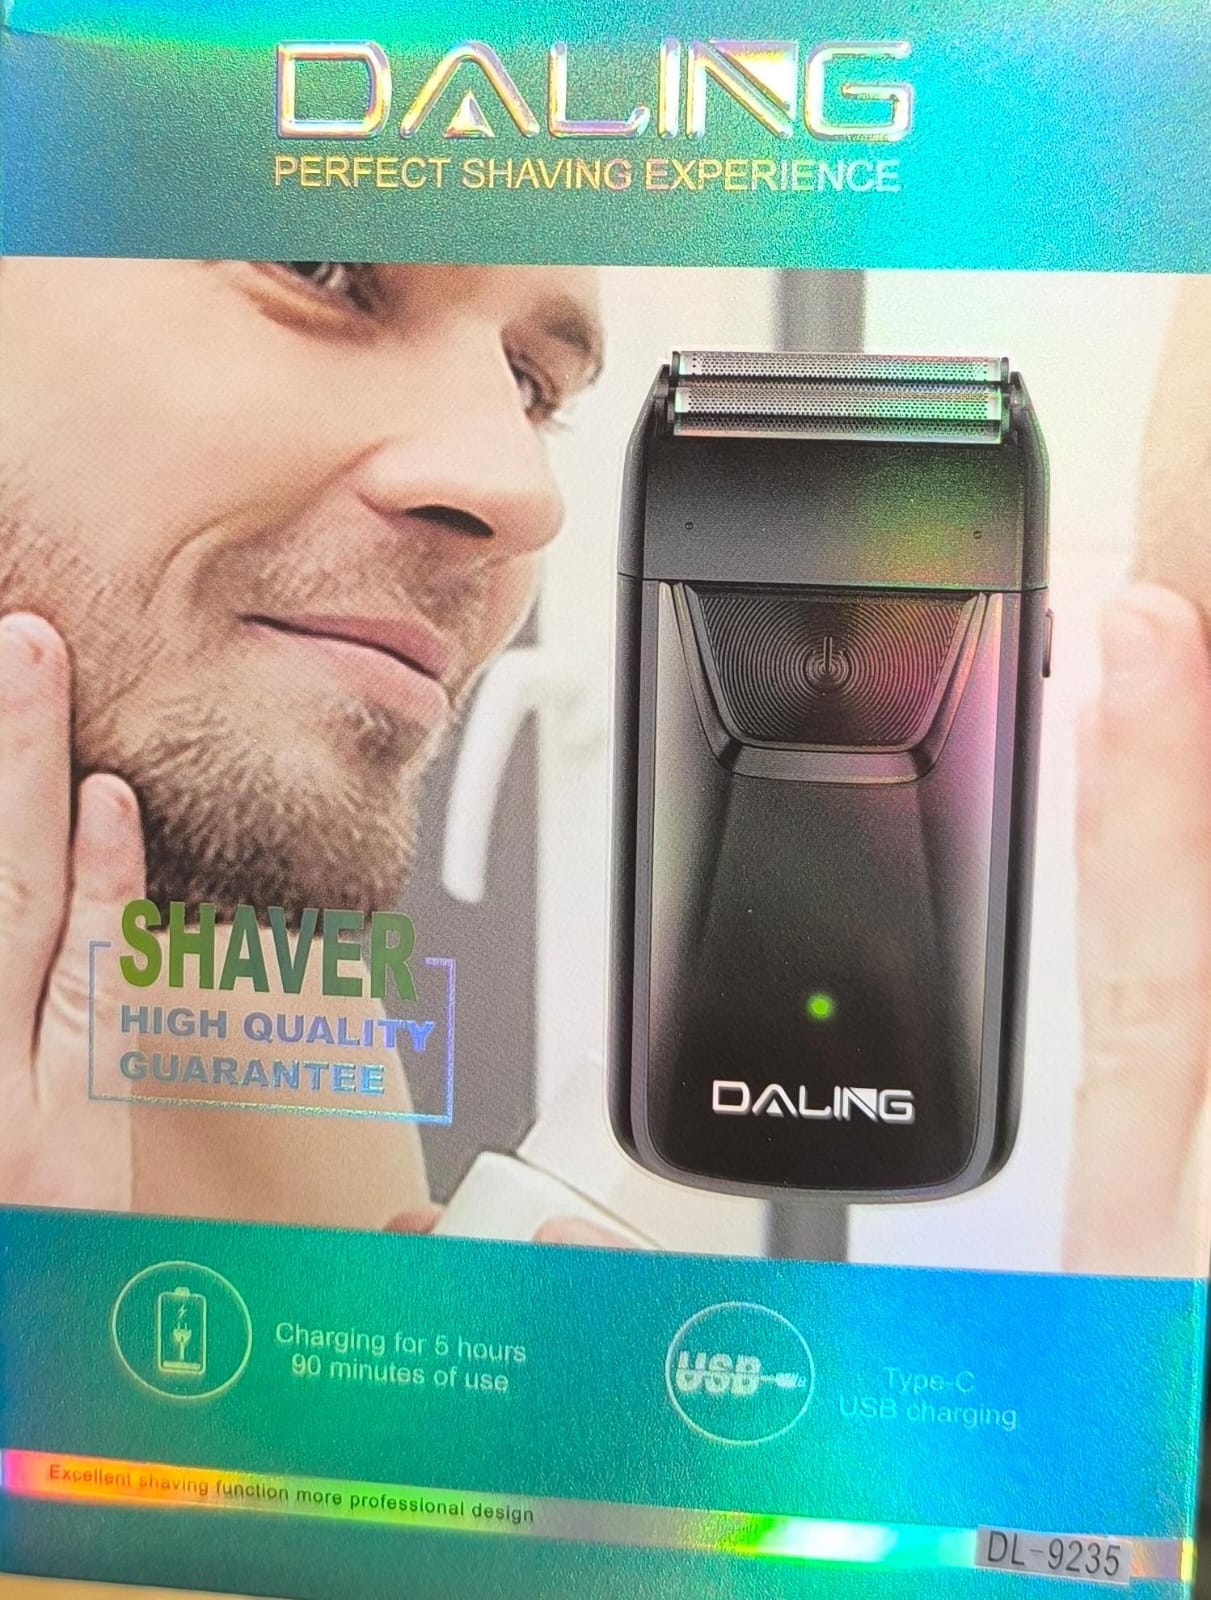 DALING
PERFECT SHAVING EXPERIENCE
SHAVER
HIGH QUALITY
GUARANTEE
DALING
Charging for 5 hours
90 minutes of use
USB
Type-C
USB charging
Excellent shaving function more professional design
DL-9235